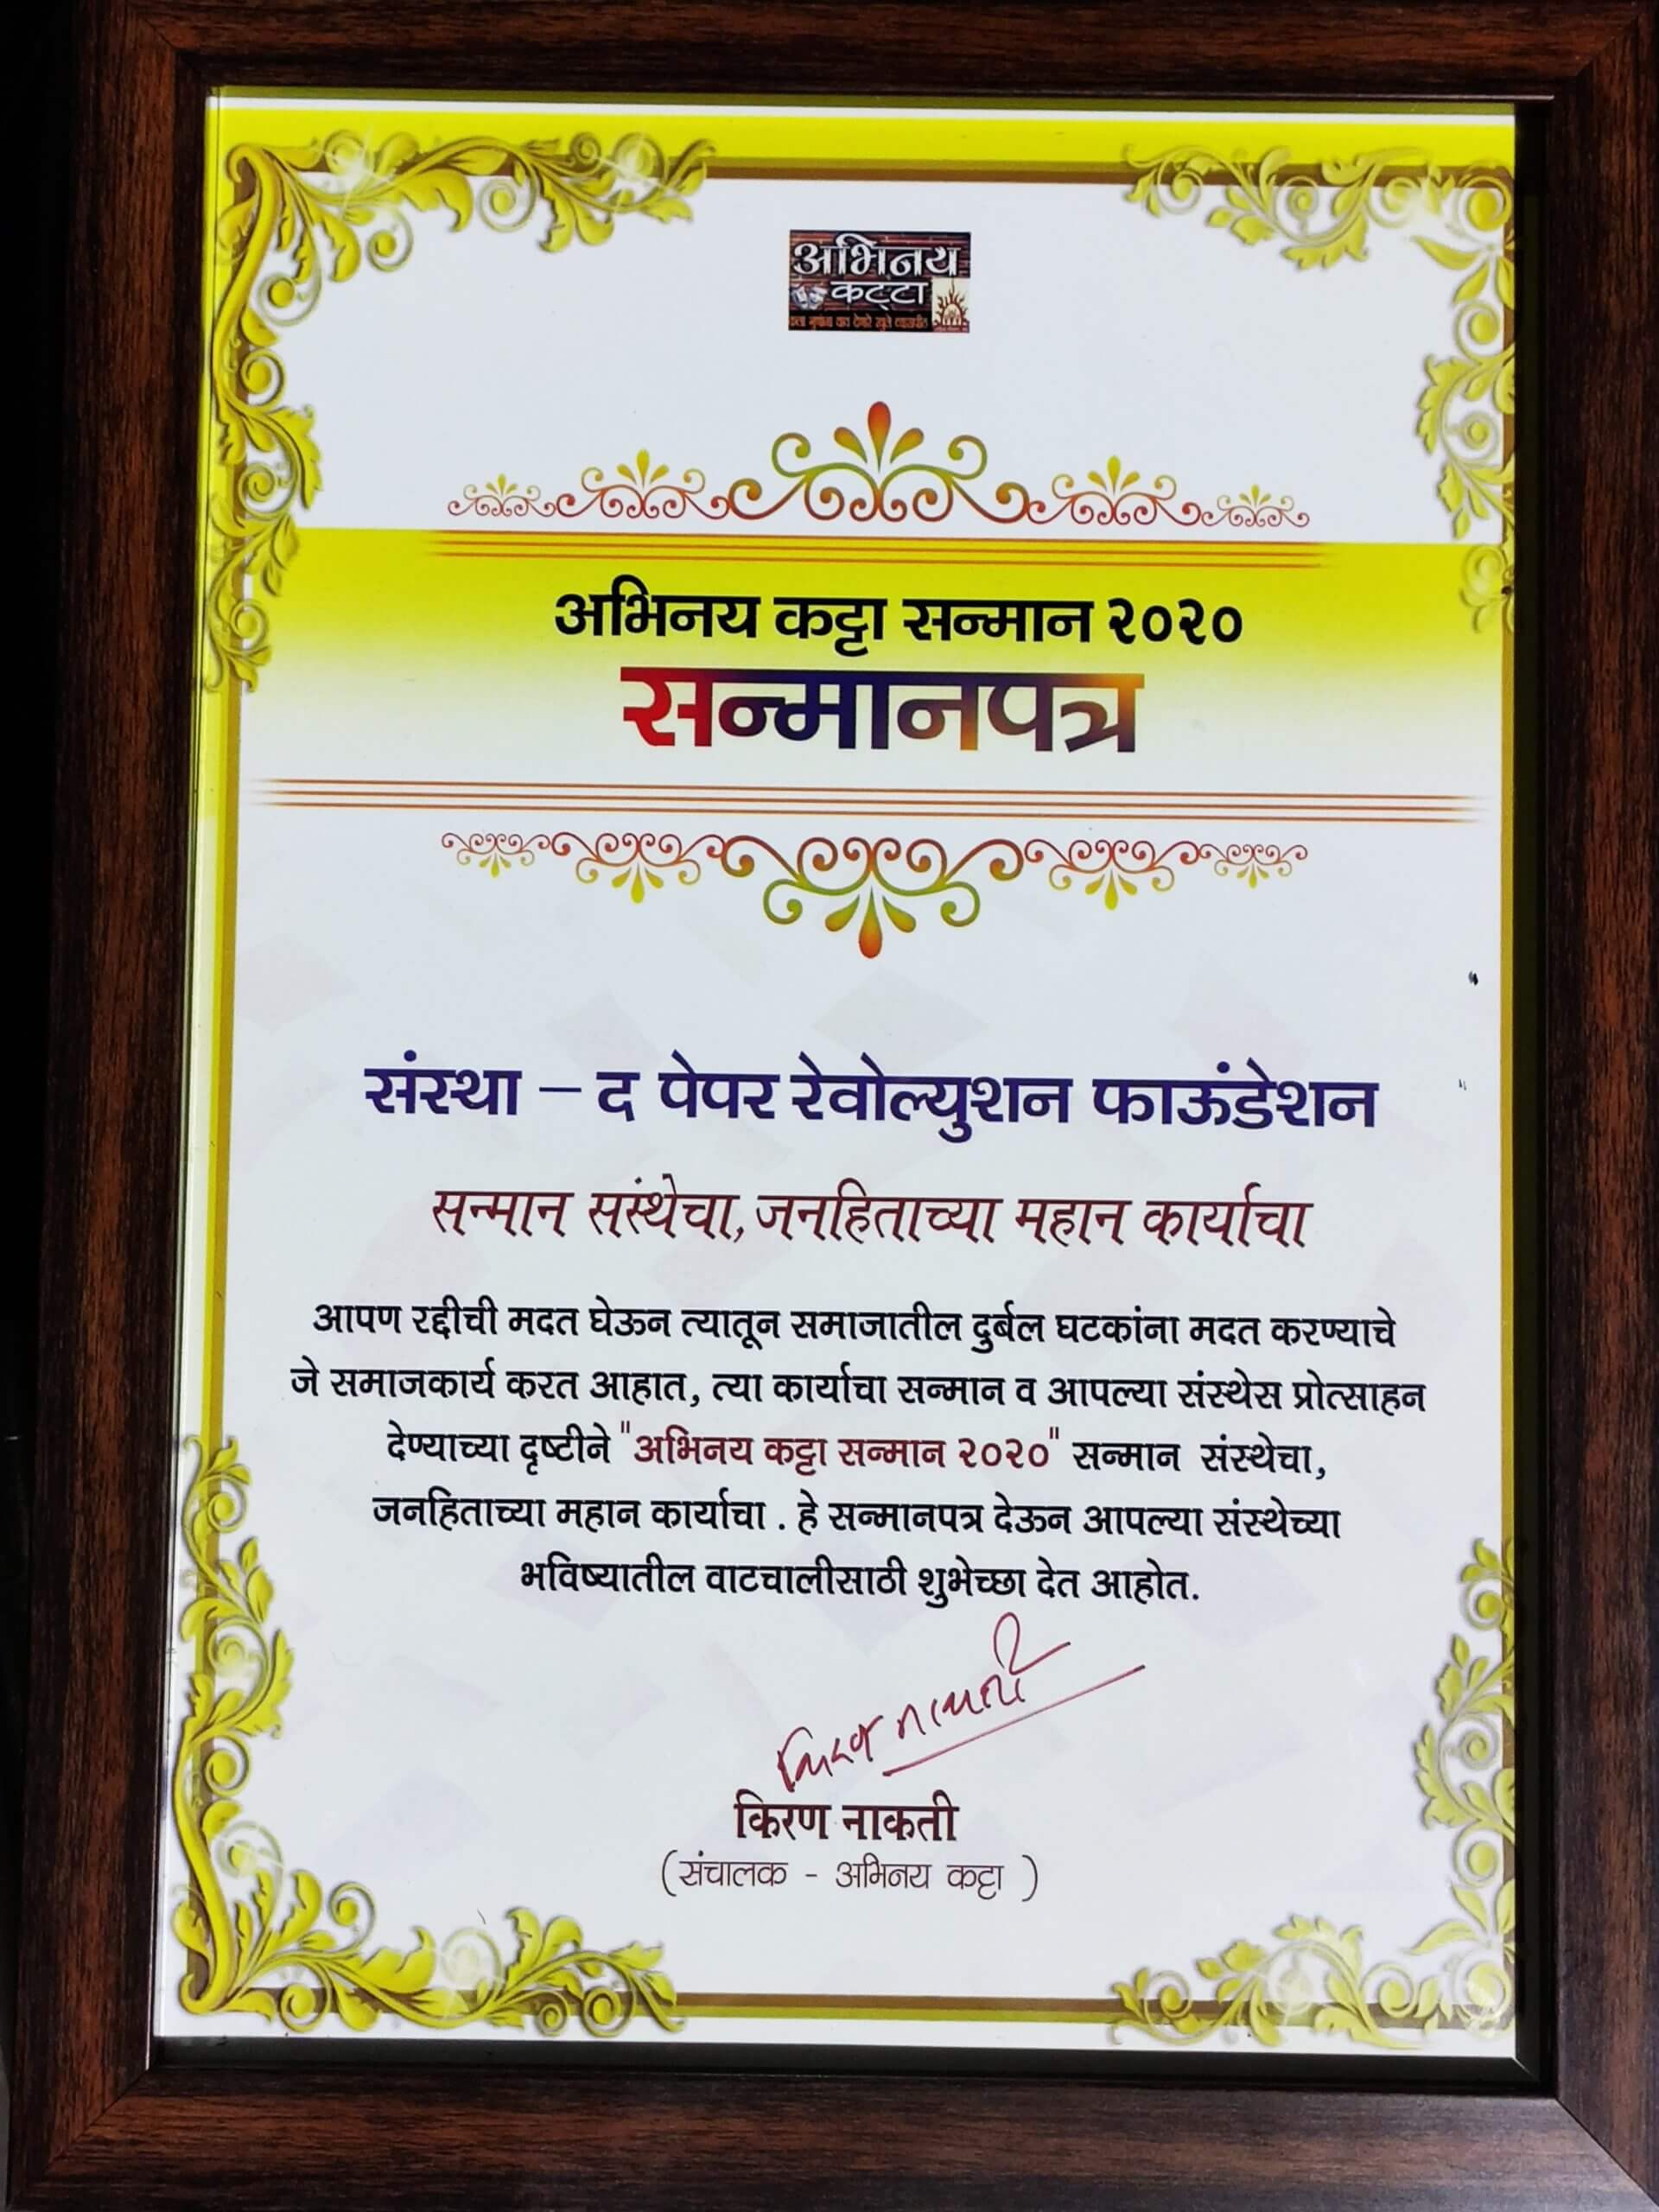 अभिनय
कट्टा
अभिनय कट्टा सन्मान २०२०
सन्मानपत्र
संस्था – द पेपर रेवोल्युशन फाऊंडेशन
सन्मान संस्थेचा, जनहिताच्या महान कार्याचा
आपण रद्दीची मदत घेऊन त्यातून समाजातील दुर्बल घटकांना मदत करण्याचे
जे समाजकार्य करत आहात, त्या कार्याचा सन्मान व आपल्या संस्थेस प्रोत्साहन
देण्याच्या दृष्टीने "अभिनय कट्टा सन्मान २०२०" सन्मान संस्थेचा,
जनहिताच्या महान कार्याचा . हे सन्मानपत्र देऊन आपल्या संस्थेच्या
भविष्यातील वाटचालीसाठी शुभेच्छा देत आहोत.
किरण नाकती
किरण नाकती
(संचालक - अभिनय कट्टा )